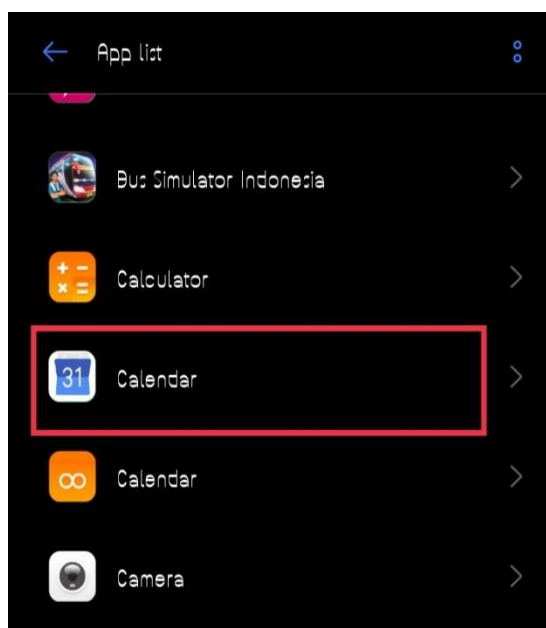 App list
Bus Simulator Indonesia
Calculator
31
Calendar
Calendar
Camera